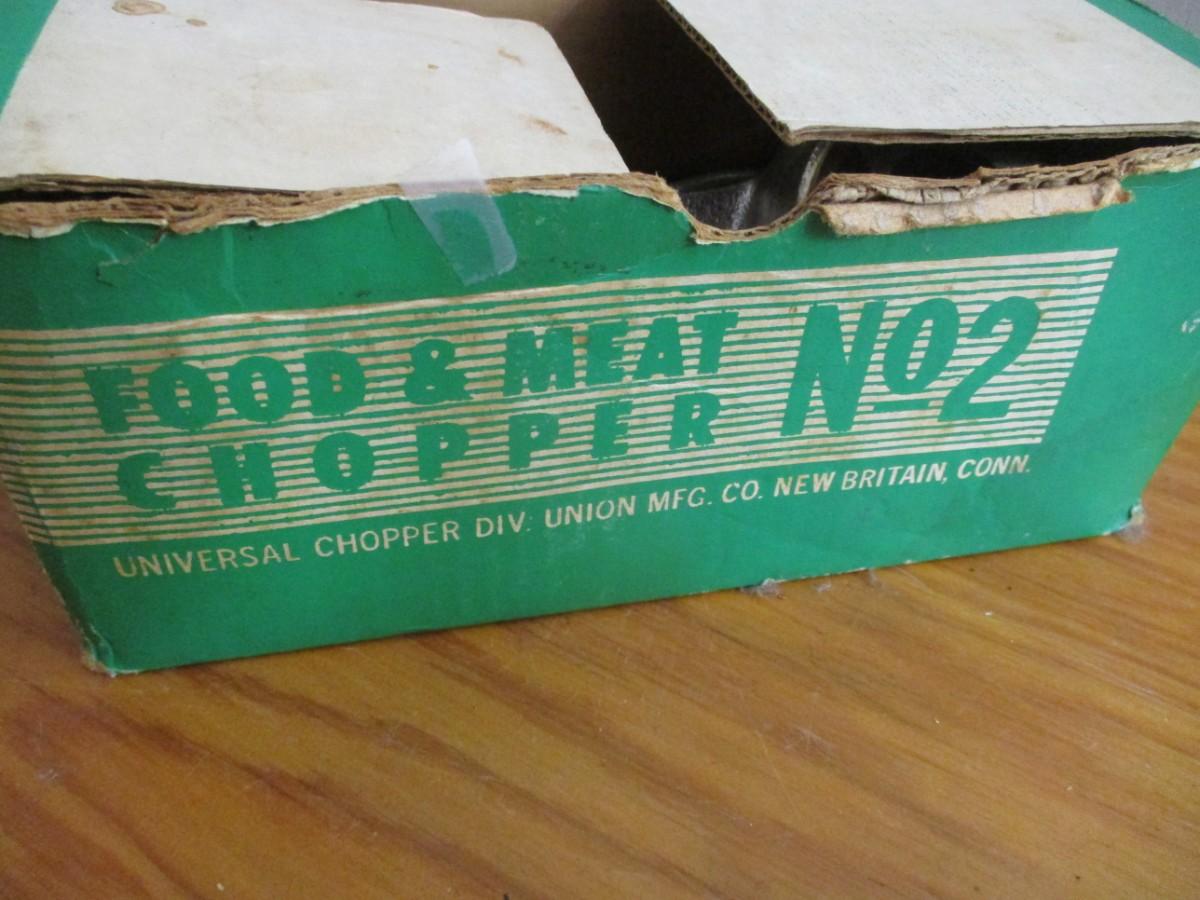 FOOD & MEAT
CHOPPER
No2
UNIVERSAL CHOPPER DIV. UNION MFG. CO. NEW BRITAIN, CONN.